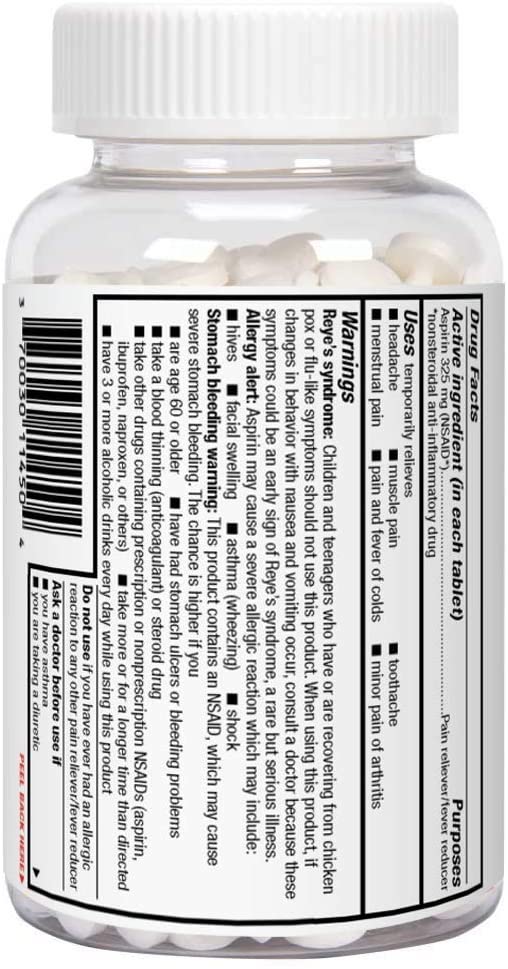 Drug Facts
Active ingredient (in each tablet) Purposes
Aspirin 325 mg (NSAID*)......Pain reliever/fever reducer
*nonsteroidal anti-inflammatory drug
Uses temporarily relieves
■ headache ■ muscle pain ■ toothache
■ menstrual pain ■ pain and fever of colds ■ minor pain of arthritis
Warnings
Reye's syndrome: Children and teenagers who have or are recovering from chicken
pox or flu-like symptoms should not use this product. When using this product, if
changes in behavior with nausea and vomiting occur, consult a doctor because these
symptoms could be an early sign of Reye's syndrome, a rare but serious illness.
Allergy alert: Aspirin may cause a severe allergic reaction which may include:
■ hives ■ facial swelling ■ asthma (wheezing) ■ shock
Stomach bleeding warning: This product contains an NSAID, which may cause
severe stomach bleeding. The chance is higher if you
■ are age 60 or older ■ have had stomach ulcers or bleeding problems
■ take a blood thinning (anticoagulant) or steroid drug
■ take other drugs containing prescription or nonprescription NSAIDs (aspirin,
ibuprofen, naproxen, or others) ■ take more or for a longer time than directed
■ have 3 or more alcoholic drinks every day while using this product
Do not use if you have ever had an allergic
reaction to any other pain reliever/fever reducer
Ask a doctor before use if
■ you have asthma
■ you are taking a diuretic
PEEL BACK HERE▶
3 70030 11450 4